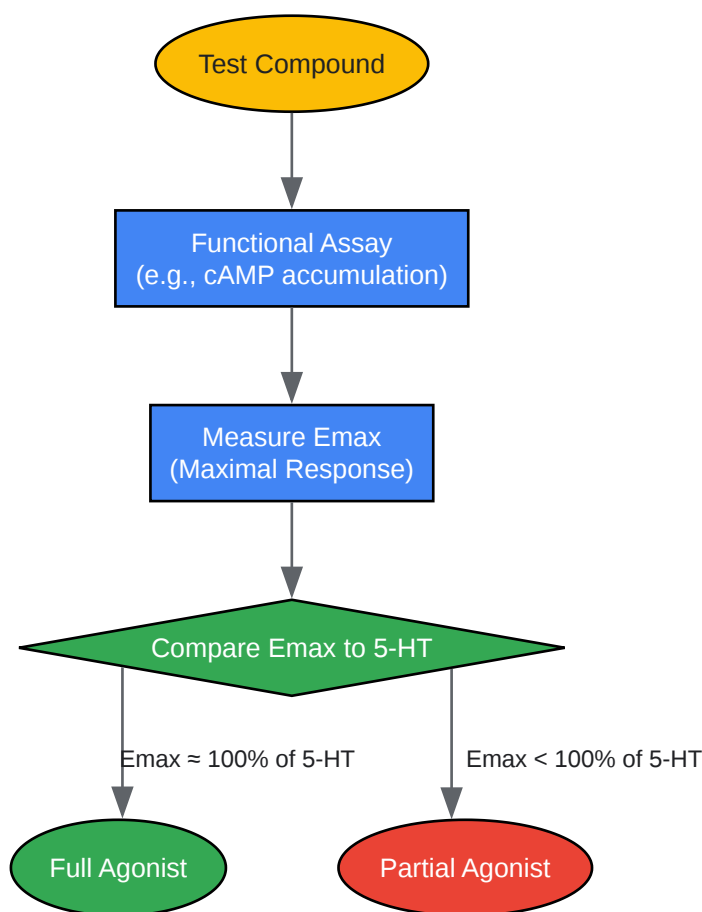 Test Compound
Functional Assay
(e.g., cAMP accumulation)
Measure Emax
(Maximal Response)
Compare Emax to 5-HT
Emax ≈ 100% of 5-HT
Emax < 100% of 5-HT
Full Agonist
Partial Agonist